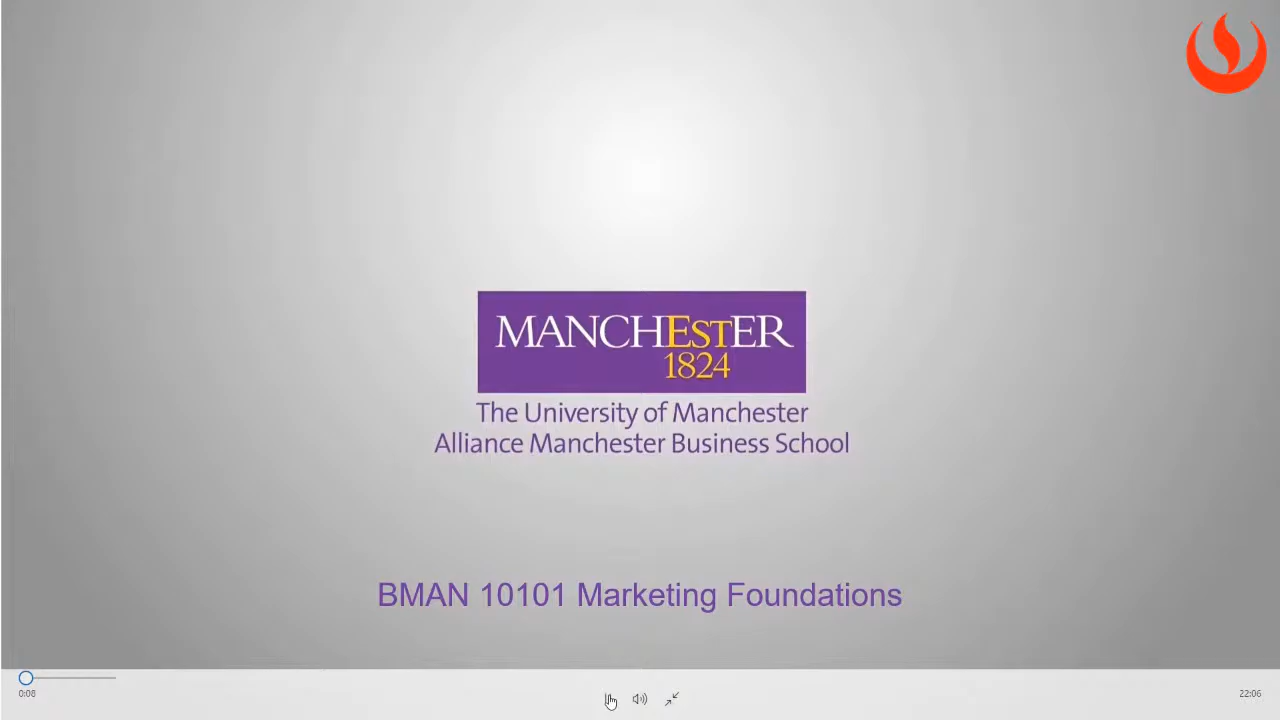 MANCHEsTER
1824
The University of Manchester
Alliance Manchester Business School
BMAN 10101 Marketing Foundations
0:08
22:06